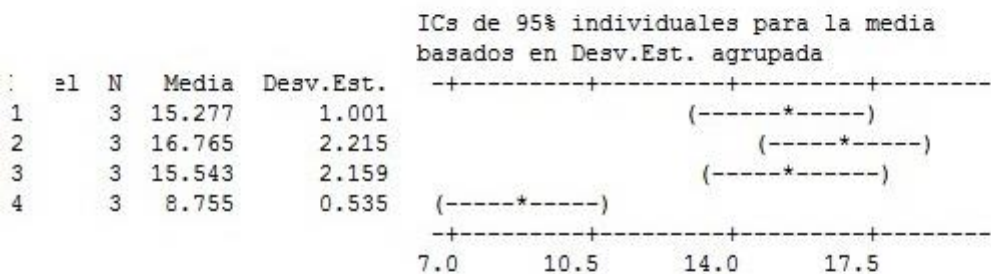 ICs de 95% individuales para la media
basados en Desv.Est. agrupada
el N Media Desv.Est. -+---------+---------+---------+--------
1 3 15.277 1.001 (------*------)
2 3 16.765 2.215 (-----*-----)
3 3 15.543 2.159 (-----*------)
4 3 8.755 0.535 (-----*-----)
-+---------+---------+---------+--------
7.0 10.5 14.0 17.5